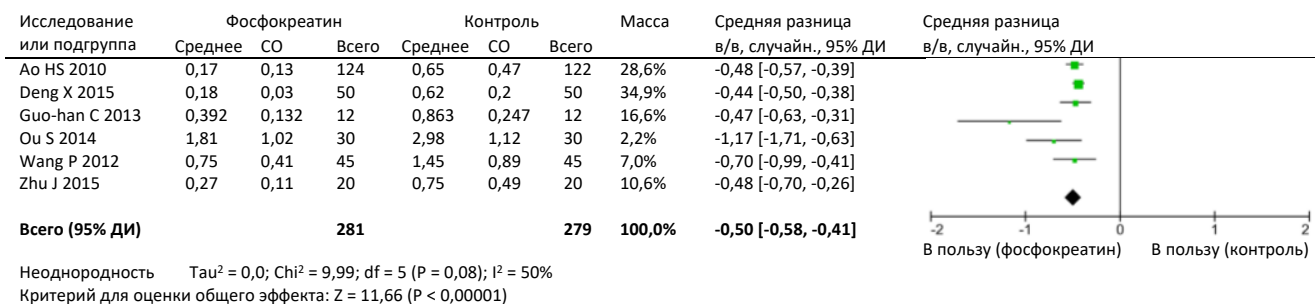 Исследование Фосфокреатин Контроль Масса Средняя разница Средняя разница
или подгруппа Среднее СО Всего Среднее СО Всего в/в, случайн., 95% ДИ в/в, случайн., 95% ДИ
Ao HS 2010 0,17 0,13 124 0,65 0,47 122 28,6% -0,48 [-0,57, -0,39]
Deng X 2015 0,18 0,03 50 0,62 0,2 50 34,9% -0,44 [-0,50, -0,38]
Guo-han C 2013 0,392 0,132 12 0,863 0,247 12 16,6% -0,47 [-0,63, -0,31]
Ou S 2014 1,81 1,02 30 2,98 1,12 30 2,2% -1,17 [-1,71, -0,63]
Wang P 2012 0,75 0,41 45 1,45 0,89 45 7,0% -0,70 [-0,99, -0,41]
Zhu J 2015 0,27 0,11 20 0,75 0,49 20 10,6% -0,48 [-0,70, -0,26]
Всего (95% ДИ) 281 279 100,0% -0,50 [-0,58, -0,41]
-2 -1 0 1 2
В пользу (фосфокреатин) В пользу (контроль)
Неоднородность Tau² = 0,0; Chi² = 9,99; df = 5 (P = 0,08); I² = 50%
Критерий для оценки общего эффекта: Z = 11,66 (P < 0,00001)